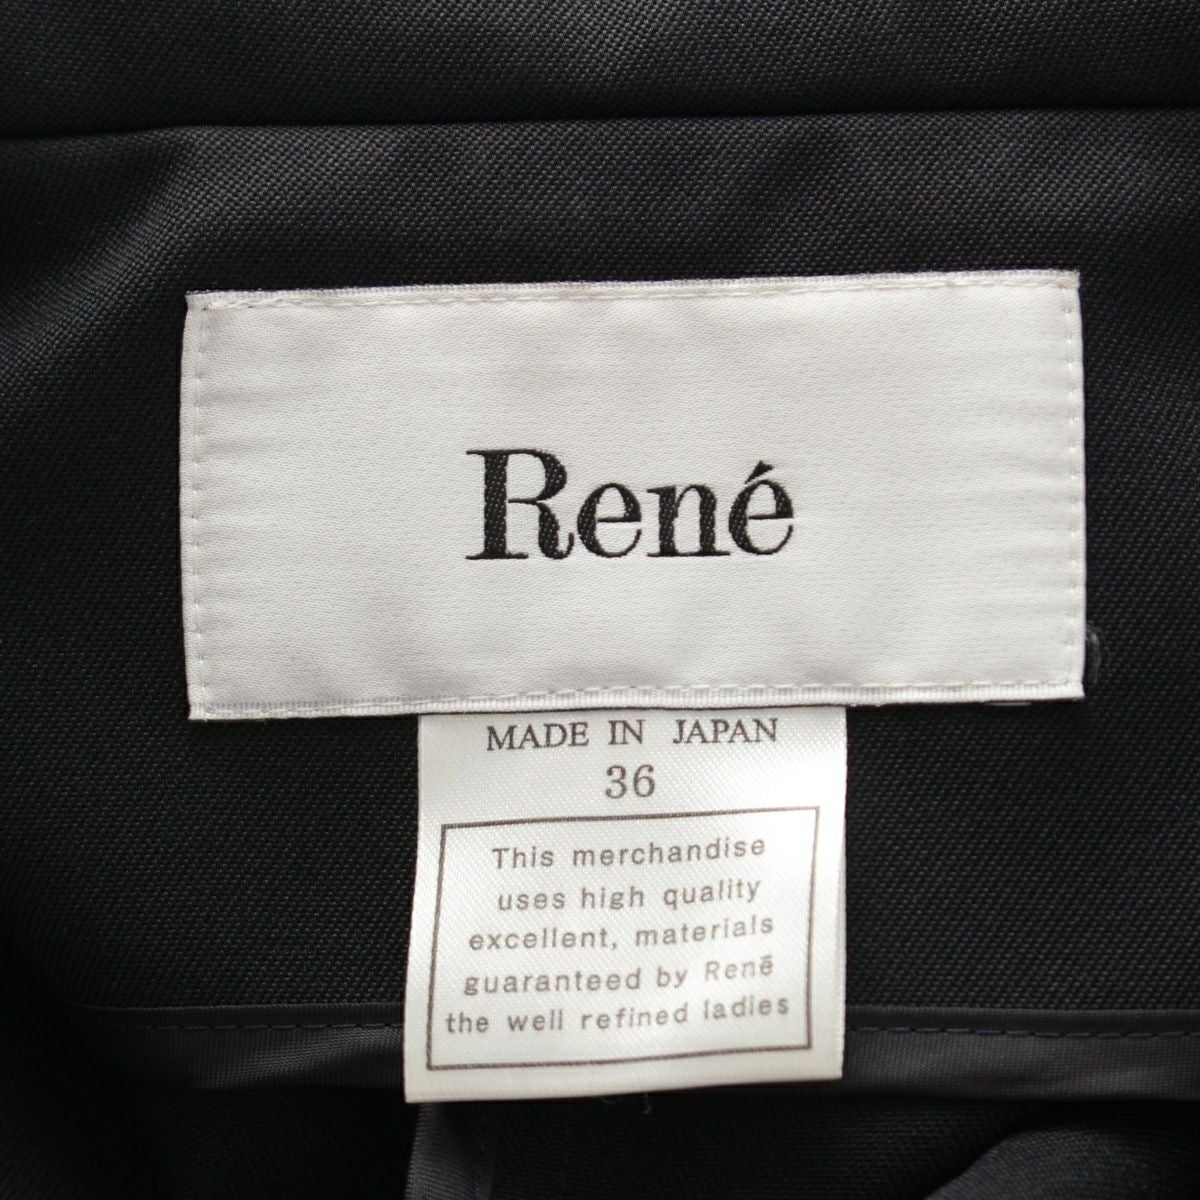 René
MADE IN JAPAN
36
This merchandise
uses high quality
excellent, materials
guaranteed by René
the well refined ladies